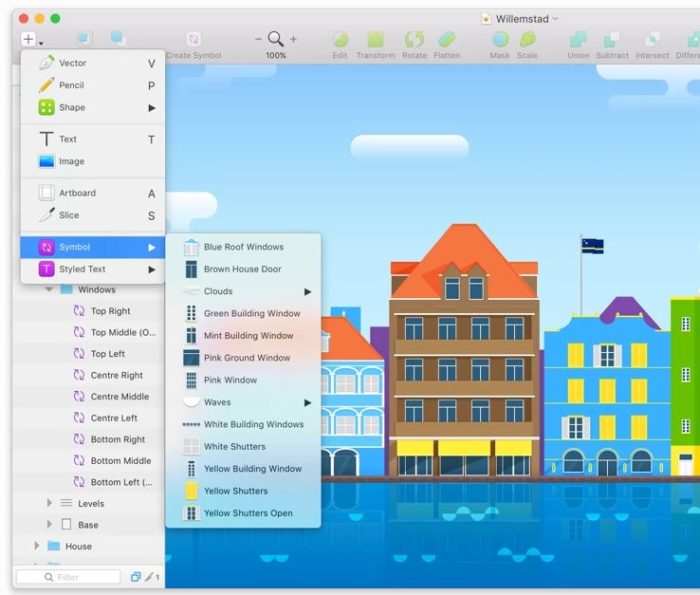 Willemstad
Create Symbol
100%
Edit
Transform
Rotate
Flatten
Mask
Scale
Union
Subtract
Intersect
Differe
Vector V
Pencil P
Shape
Text T
Image
Artboard A
Slice S
Symbol
Styled Text
Blue Roof Windows
Brown House Door
Clouds
Green Building Window
Mint Building Window
Pink Ground Window
Pink Window
Waves
White Building Windows
White Shutters
Yellow Building Window
Yellow Shutters
Yellow Shutters Open
Windows
Top Right
Top Middle (O...
Top Left
Centre Right
Centre Middle
Centre Left
Bottom Right
Bottom Middle
Bottom Left (...
Levels
Base
House
Filter
1